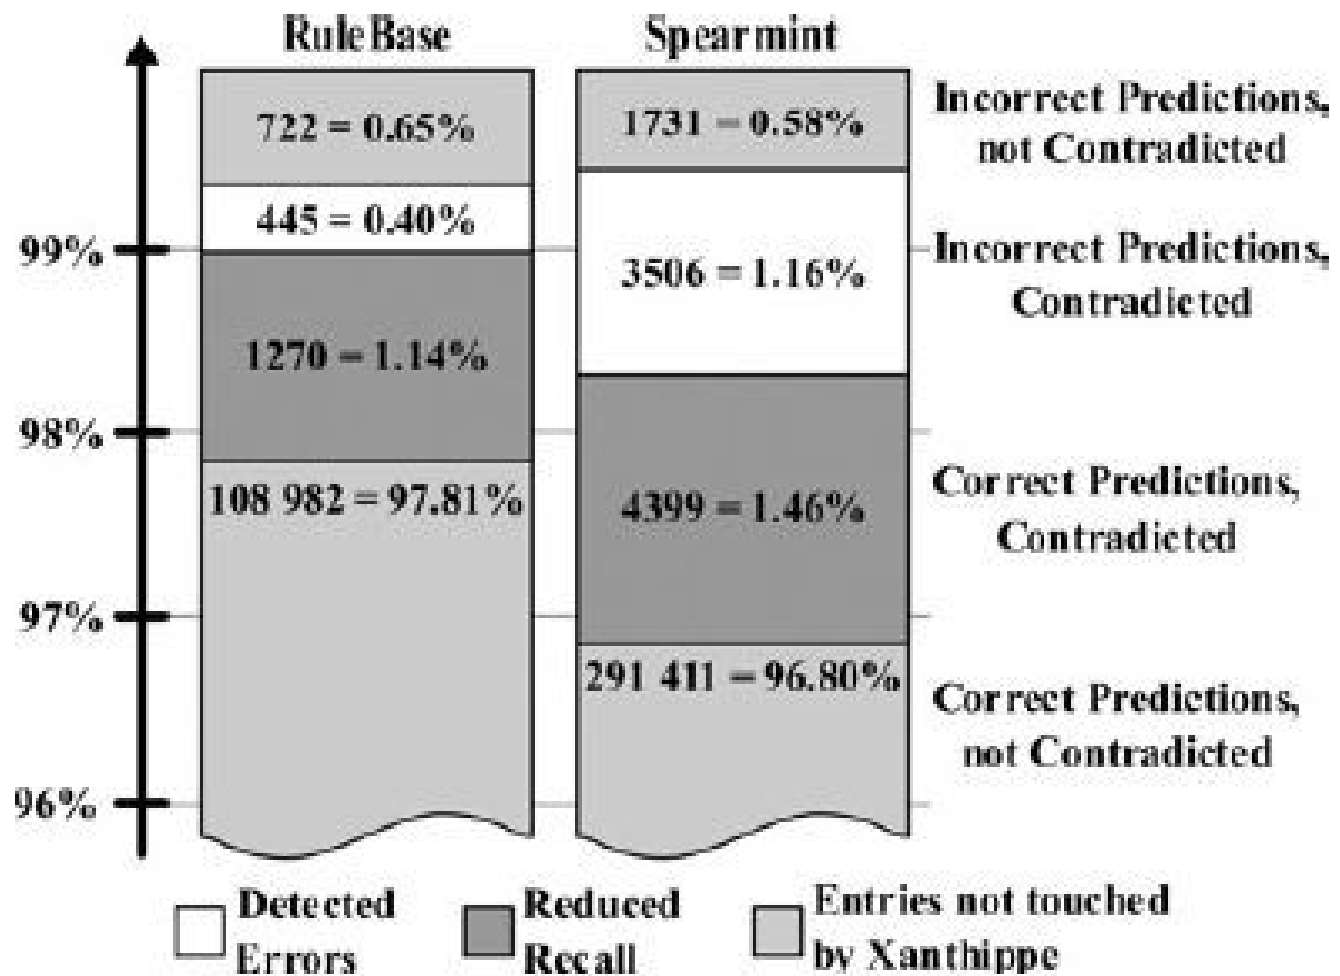 RuleBase
Spearmint
722 = 0.65%
1731 = 0.58%
Incorrect Predictions,
not Contradicted
445 = 0.40%
99%
3506 = 1.16%
Incorrect Predictions,
Contradicted
1270 = 1.14%
98%
108 982 = 97.81%
4399 = 1.46%
Correct Predictions,
Contradicted
97%
291 411 = 96.80%
Correct Predictions,
not Contradicted
96%
Detected
Errors
Reduced
Recall
Entries not touched
by Xanthippe